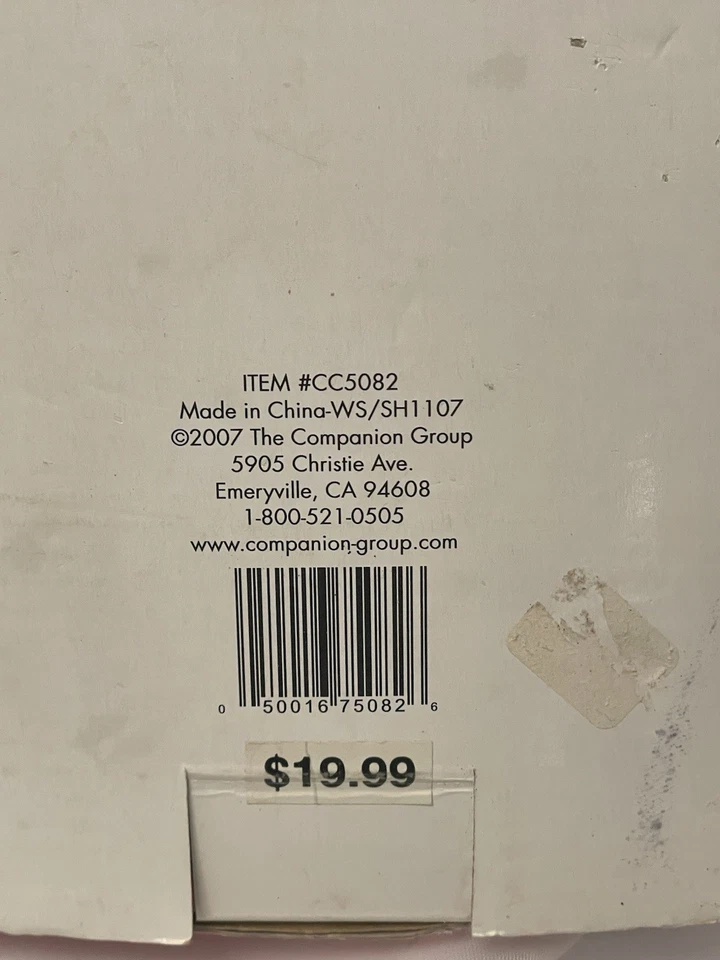 ITEM #CC5082
Made in China-WS/SH1107
©2007 The Companion Group
5905 Christie Ave.
Emeryville, CA 94608
1-800-521-0505
www.companion-group.com
0 50016 75082 6
$19.99